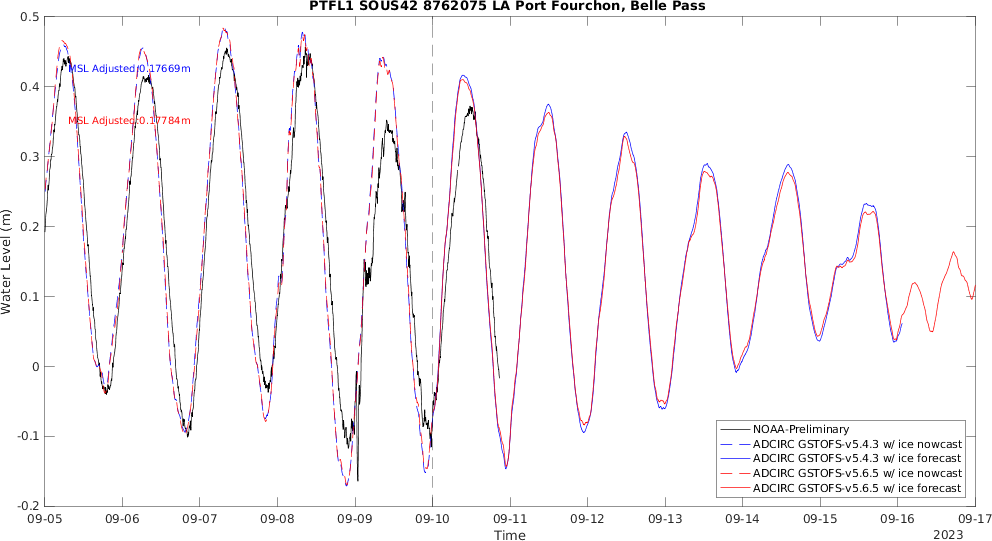 PTFL1 SOUS42 8762075 LA Port Fourchon, Belle Pass
0.5
0.4
0.3
0.2
0.1
0
-0.1
-0.2
Water Level (m)
MSL Adjusted:0.17669m
MSL Adjusted:0.17784m
NOAA-Preliminary
ADCIRC GSTOFS-v5.4.3 w/ ice nowcast
ADCIRC GSTOFS-v5.4.3 w/ ice forecast
ADCIRC GSTOFS-v5.6.5 w/ ice nowcast
ADCIRC GSTOFS-v5.6.5 w/ ice forecast
09-05 09-06 09-07 09-08 09-09 09-10 09-11 09-12 09-13 09-14 09-15 09-16 09-17
Time
2023